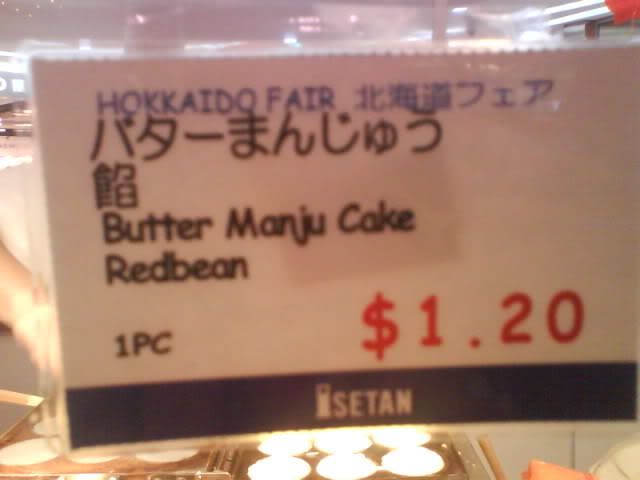 HOKKAIDO FAIR 北海道フェア
バターまんじゅう
餡
Butter Manju Cake
Redbean
1PC $1.20
ISETAN